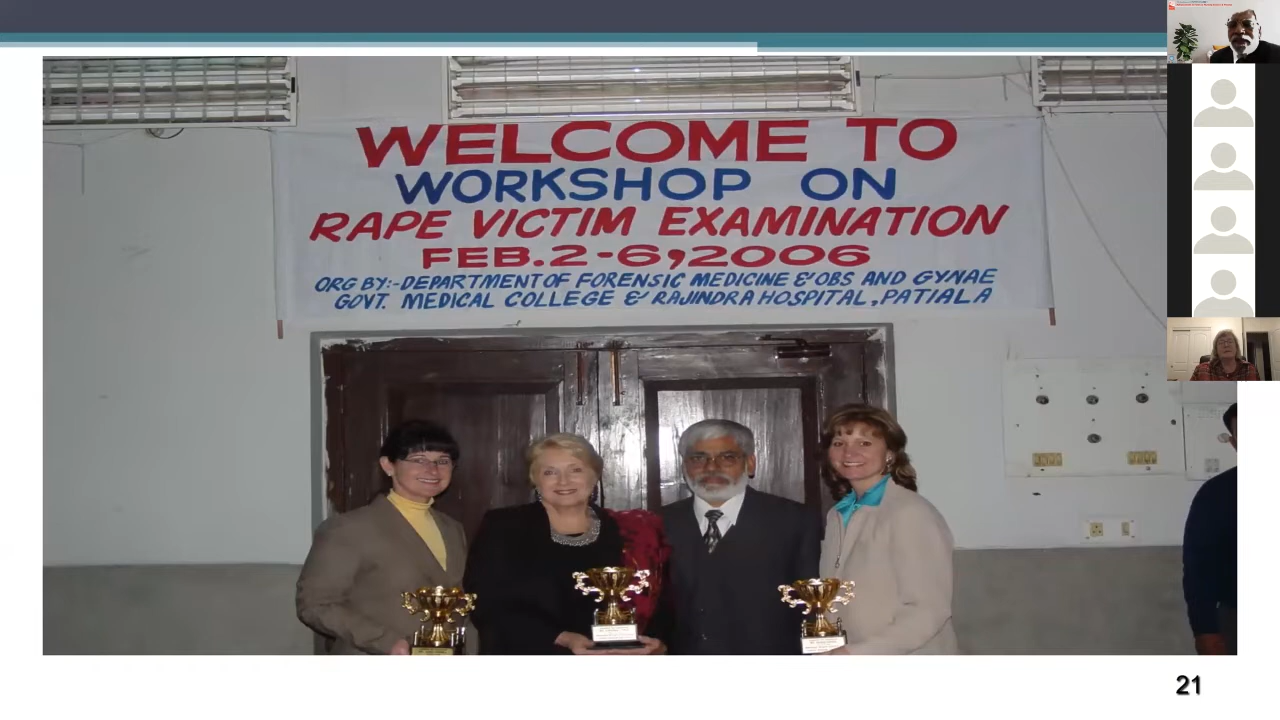 WELCOME TO
WORKSHOP ON
RAPE VICTIM EXAMINATION
FEB.2-6,2006
ORG BY:-DEPARTMENT OF FORENSIC MEDICINE & OBS AND GYNAE
GOVT. MEDICAL COLLEGE & RAJINDRA HOSPITAL, PATIALA
21